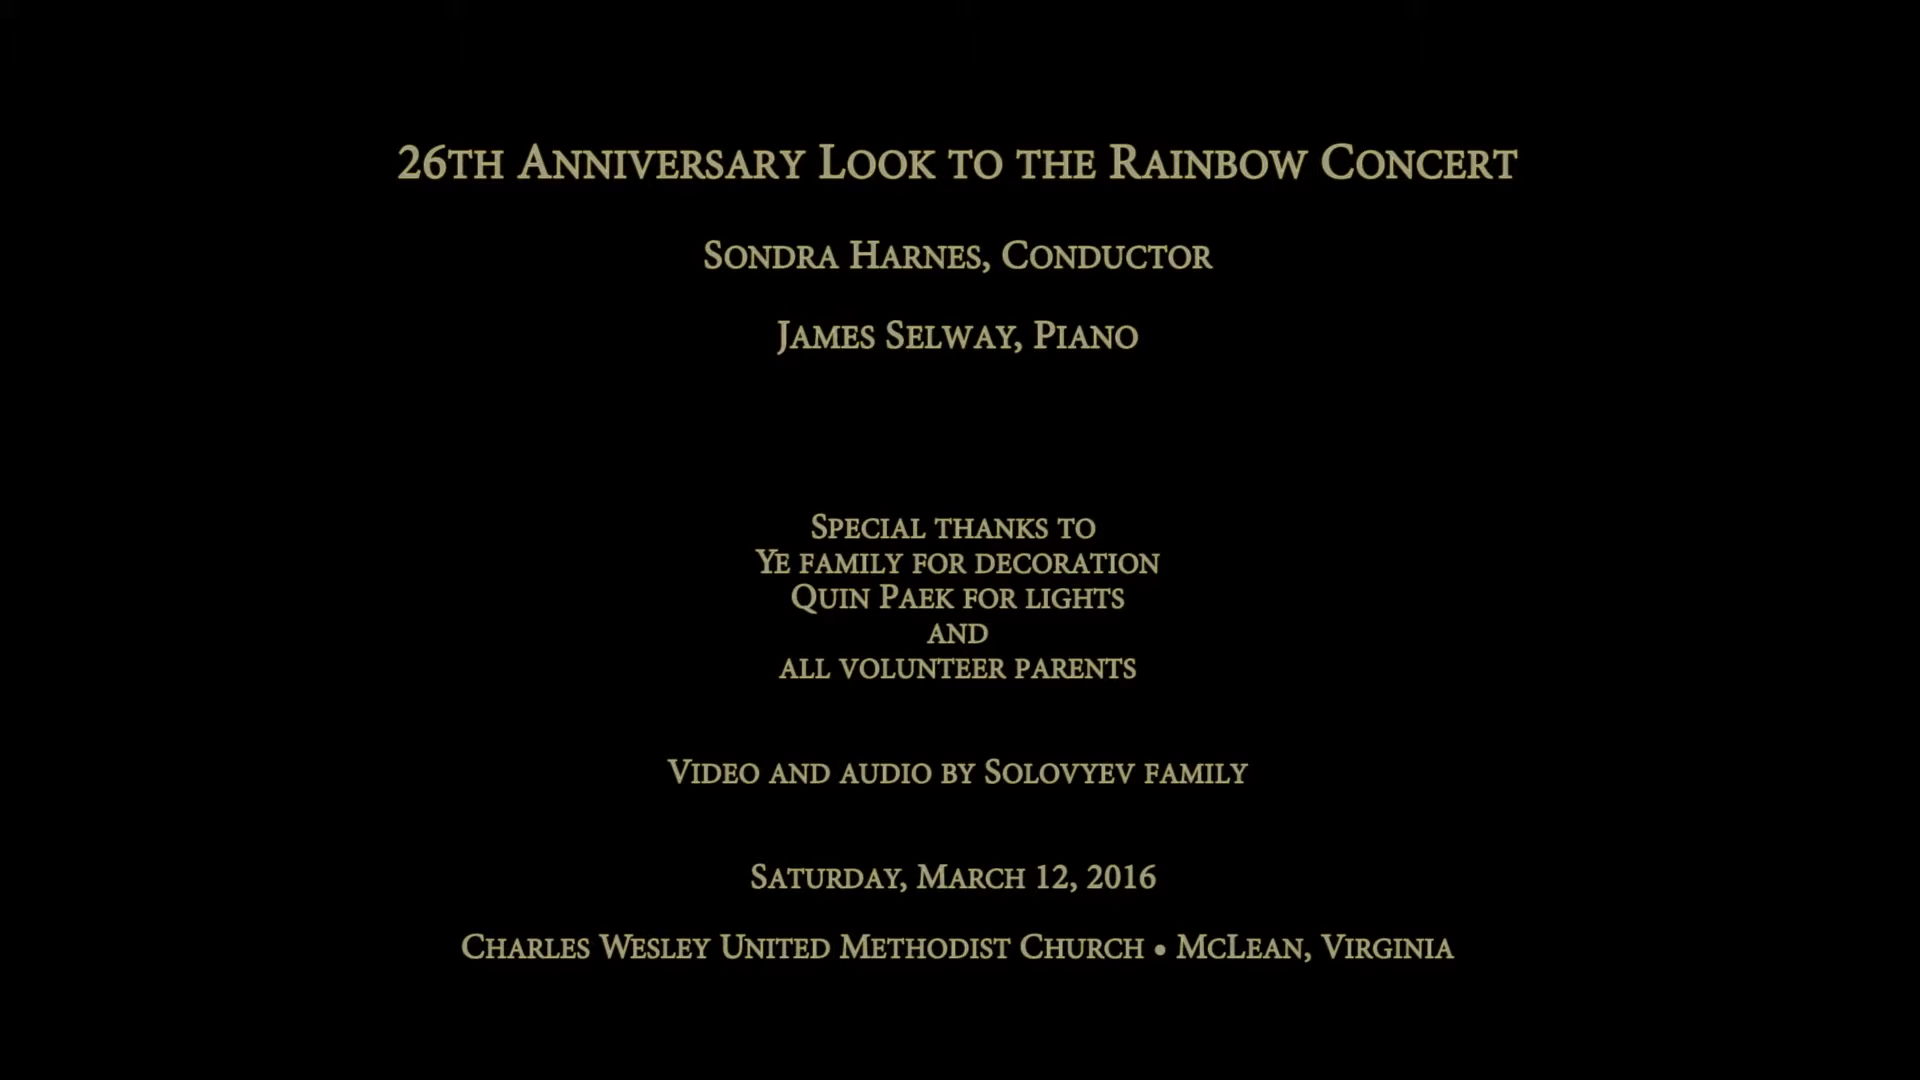 26th Anniversary Look to the Rainbow Concert
Sondra Harnes, Conductor
James Selway, Piano
Special thanks to
Ye family for decoration
Quin Paek for lights
and
all volunteer parents
Video and audio by Solovyev family
Saturday, March 12, 2016
Charles Wesley United Methodist Church • McLean, Virginia